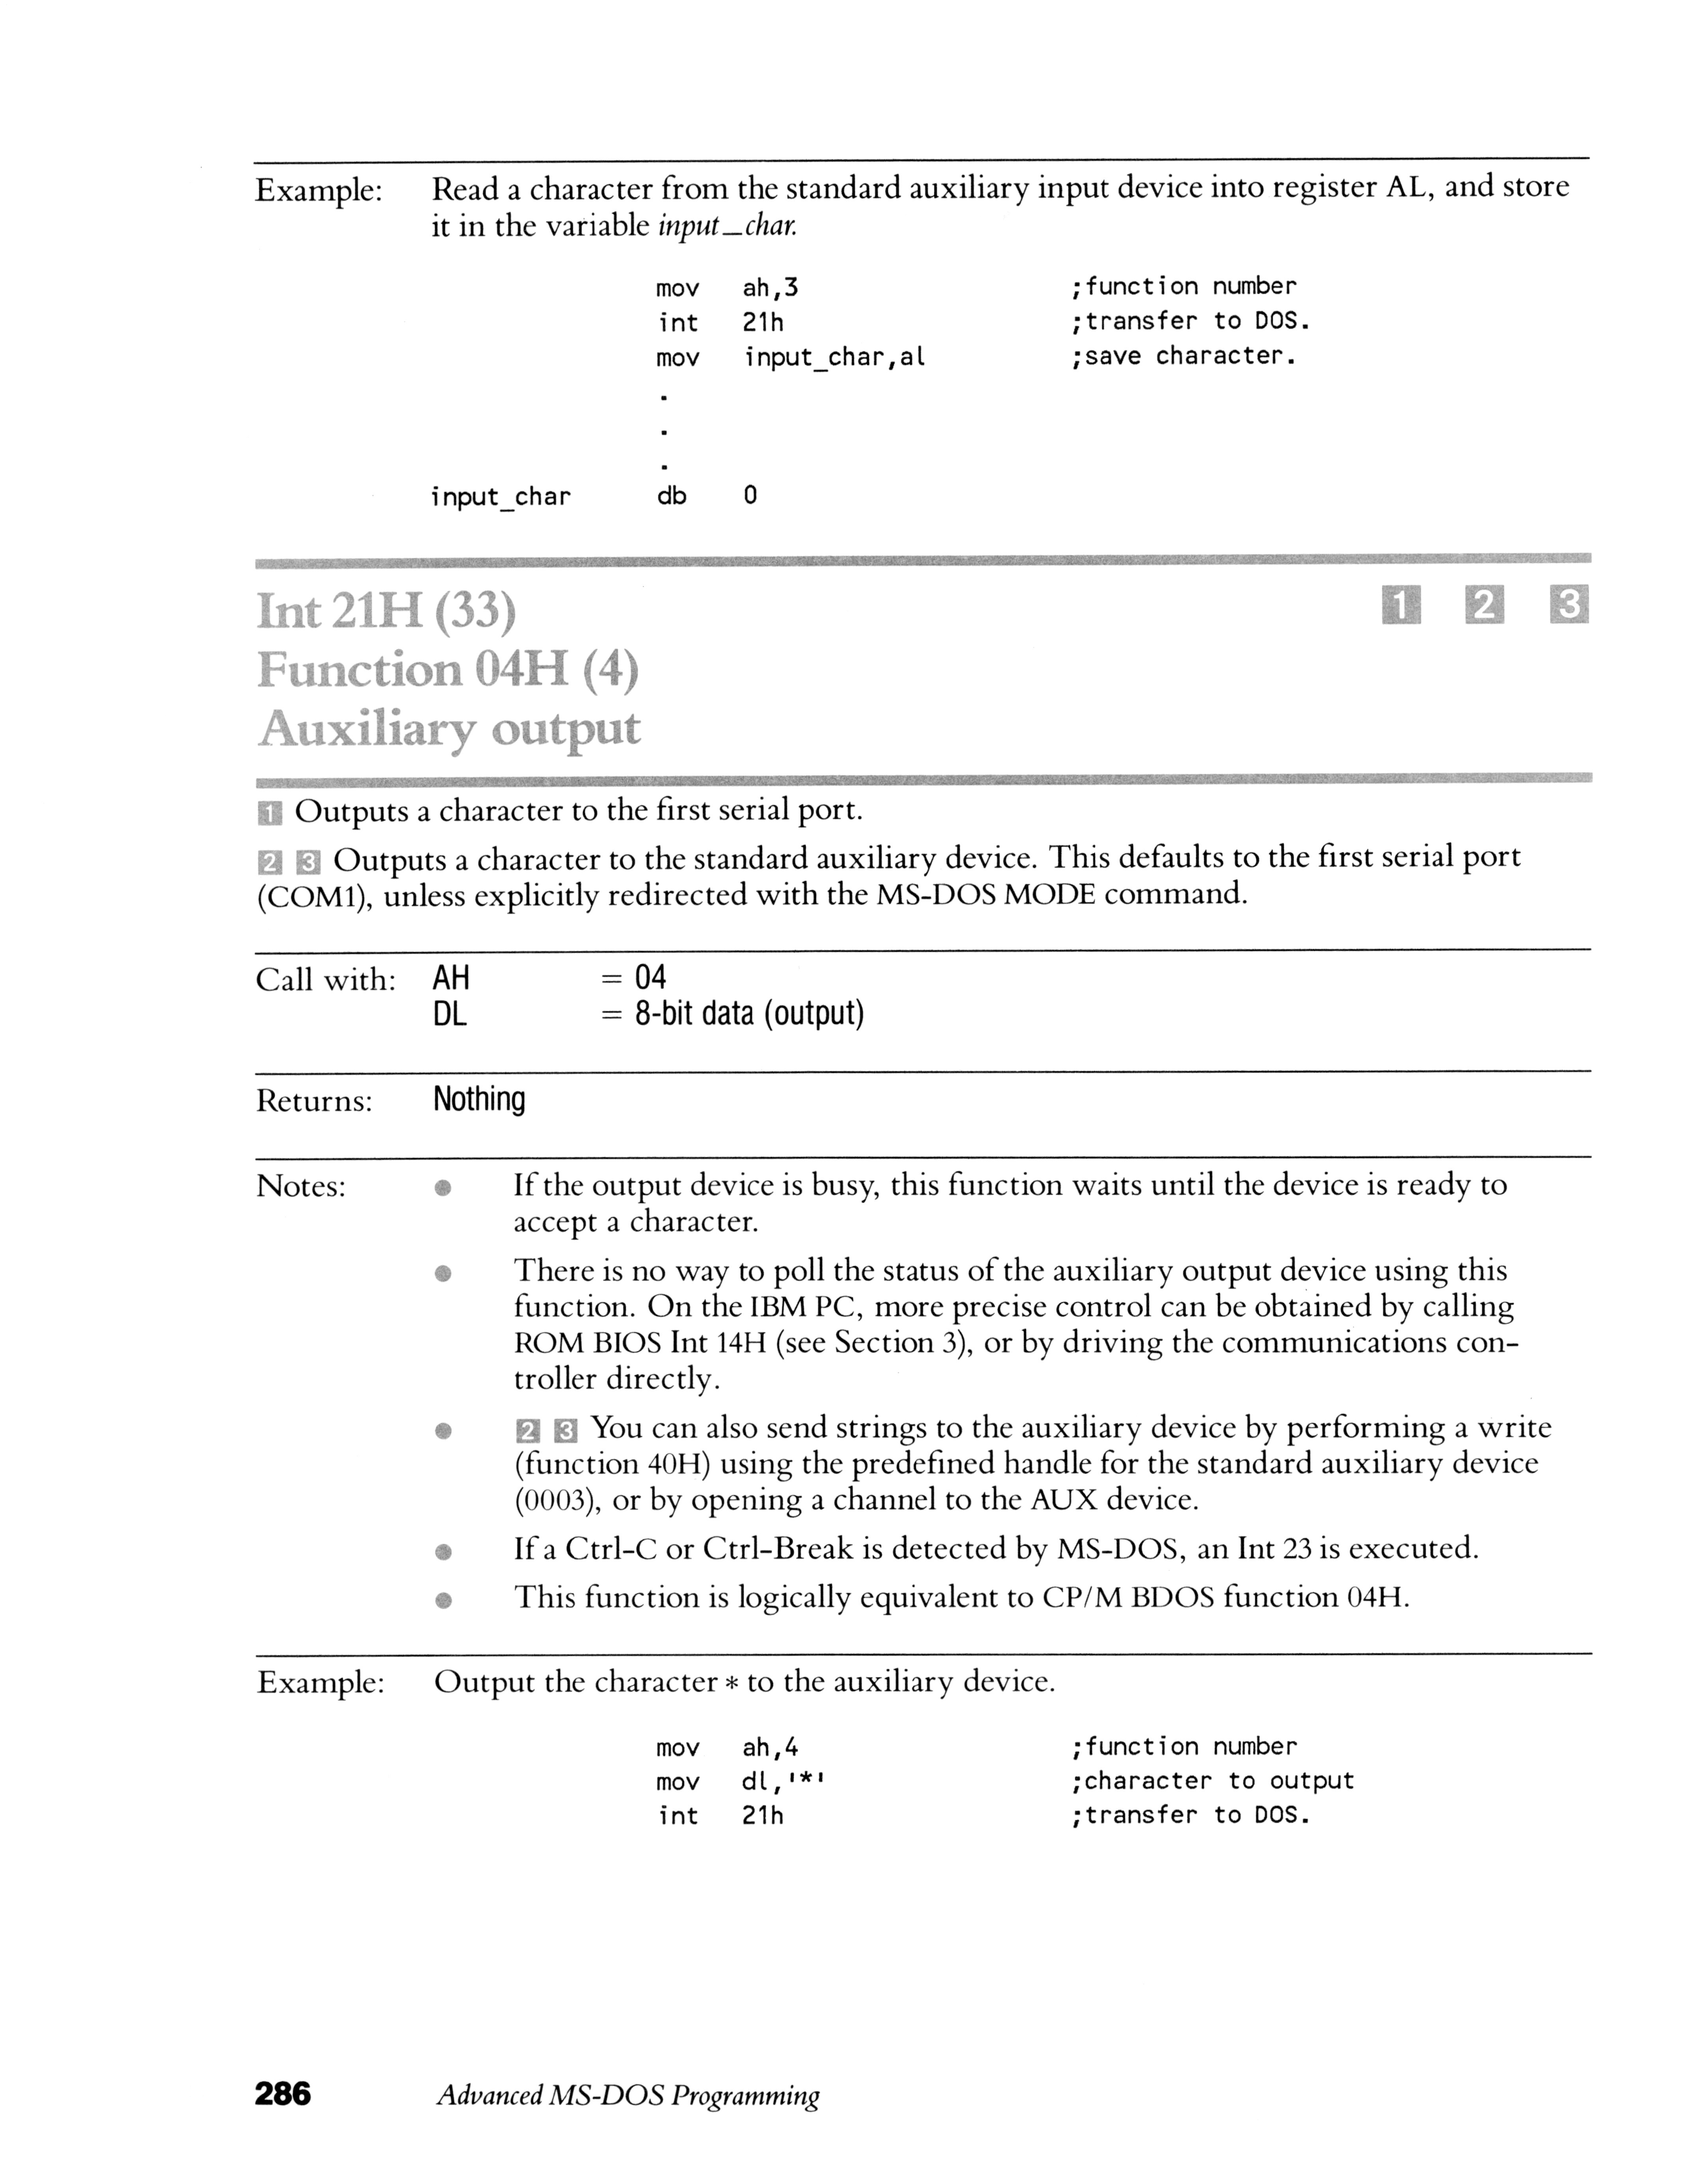 Example: Read a character from the standard auxiliary input device into register AL, and store
it in the variable input_char.
mov ah,3 ;function number
int 21h ;transfer to DOS.
mov input_char,al ;save character.
.
.
.
input_char db 0
Int 21H (33) 1 2 3
Function 04H (4)
Auxiliary output
1 Outputs a character to the first serial port.
2 3 Outputs a character to the standard auxiliary device. This defaults to the first serial port
(COM1), unless explicitly redirected with the MS-DOS MODE command.
Call with: AH = 04
DL = 8-bit data (output)
Returns: Nothing
Notes: ● If the output device is busy, this function waits until the device is ready to
accept a character.
● There is no way to poll the status of the auxiliary output device using this
function. On the IBM PC, more precise control can be obtained by calling
ROM BIOS Int 14H (see Section 3), or by driving the communications con-
troller directly.
● 2 3 You can also send strings to the auxiliary device by performing a write
(function 40H) using the predefined handle for the standard auxiliary device
(0003), or by opening a channel to the AUX device.
● If a Ctrl-C or Ctrl-Break is detected by MS-DOS, an Int 23 is executed.
● This function is logically equivalent to CP/M BDOS function 04H.
Example: Output the character * to the auxiliary device.
mov ah,4 ;function number
mov dl,'*' ;character to output
int 21h ;transfer to DOS.
286 Advanced MS-DOS Programming